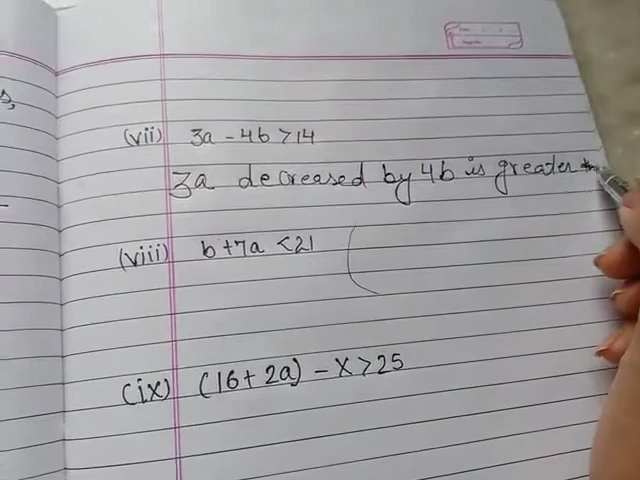 (vii) 3a - 4b > 14
3a decreased by 4b is greater
(viii) b + 7a < 21
(ix) (16 + 2a) - x > 25